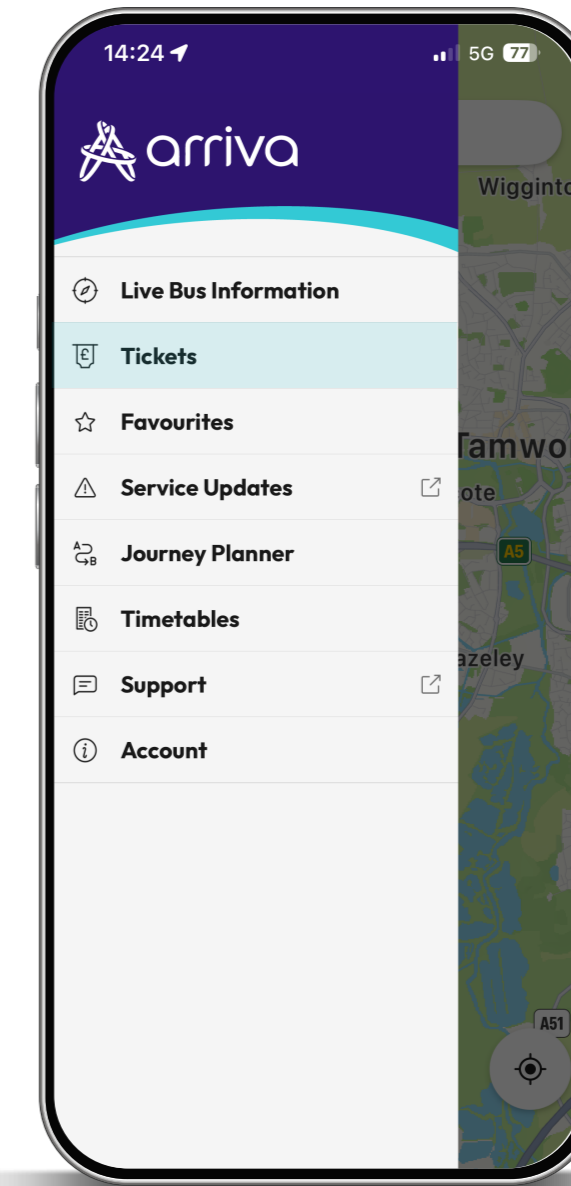 14:24
5G 77
arriva
Wigginto
Live Bus Information
Tickets
Favourites
Tamwo
Service Updates
ote
A
B
Journey Planner
A5
Timetables
azeley
Support
Account
A51